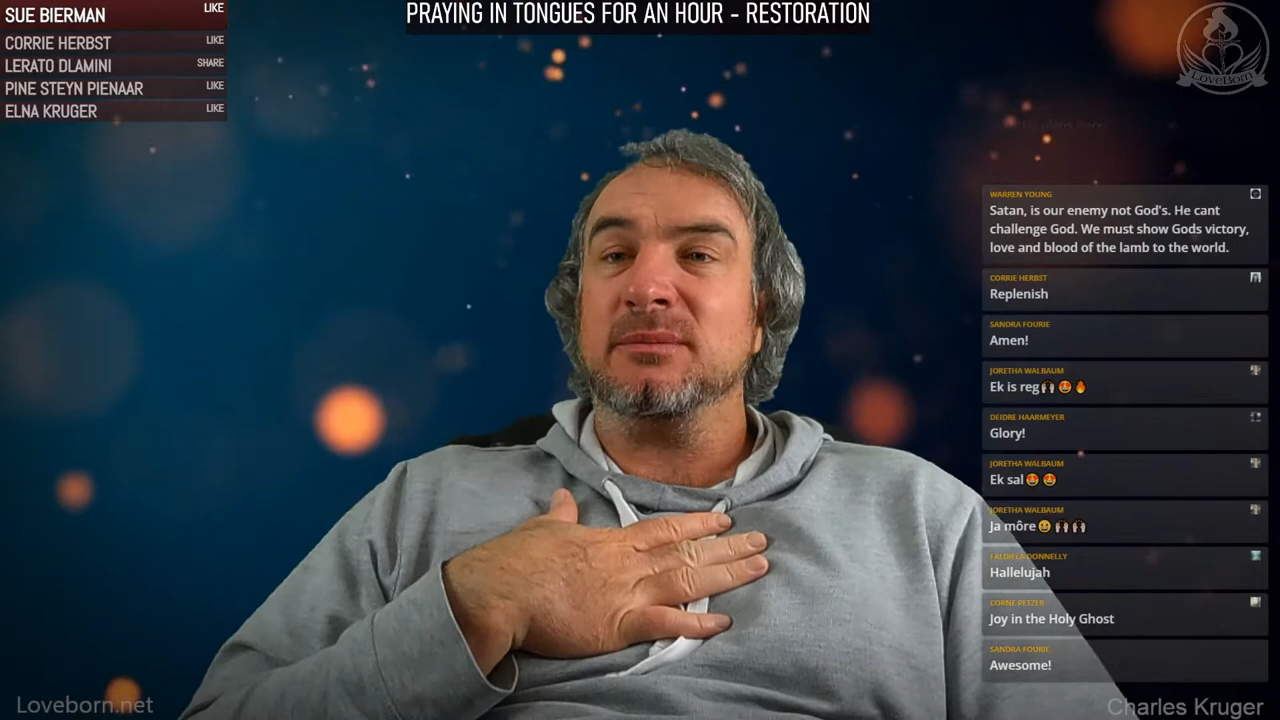 PRAYING IN TONGUES FOR AN HOUR - RESTORATION
SUE BIERMAN LIKE
CORRIE HERBST LIKE
LERATO DLAMINI SHARE
PINE STEYN PIENAAR LIKE
ELNA KRUGER LIKE
LoveBorn
WARREN YOUNG
Satan, is our enemy not God's. He cant
challenge God. We must show Gods victory,
love and blood of the lamb to the world.
CORRIE HERBST
Replenish
SANDRA FOURIE
Amen!
JORETHA WALBAUM
Ek is reg🙌🏿😍🔥
DEIDRE HAARMEYER
Glory!
JORETHA WALBAUM
Ek sal😍😍
JORETHA WALBAUM
Ja môre😀🙌🏿🙌🏿
FALDIELA DONNELLY
Hallelujah
CORNE PETZER
Joy in the Holy Ghost
SANDRA FOURIE
Awesome!
Loveborn.net
Charles Kruger